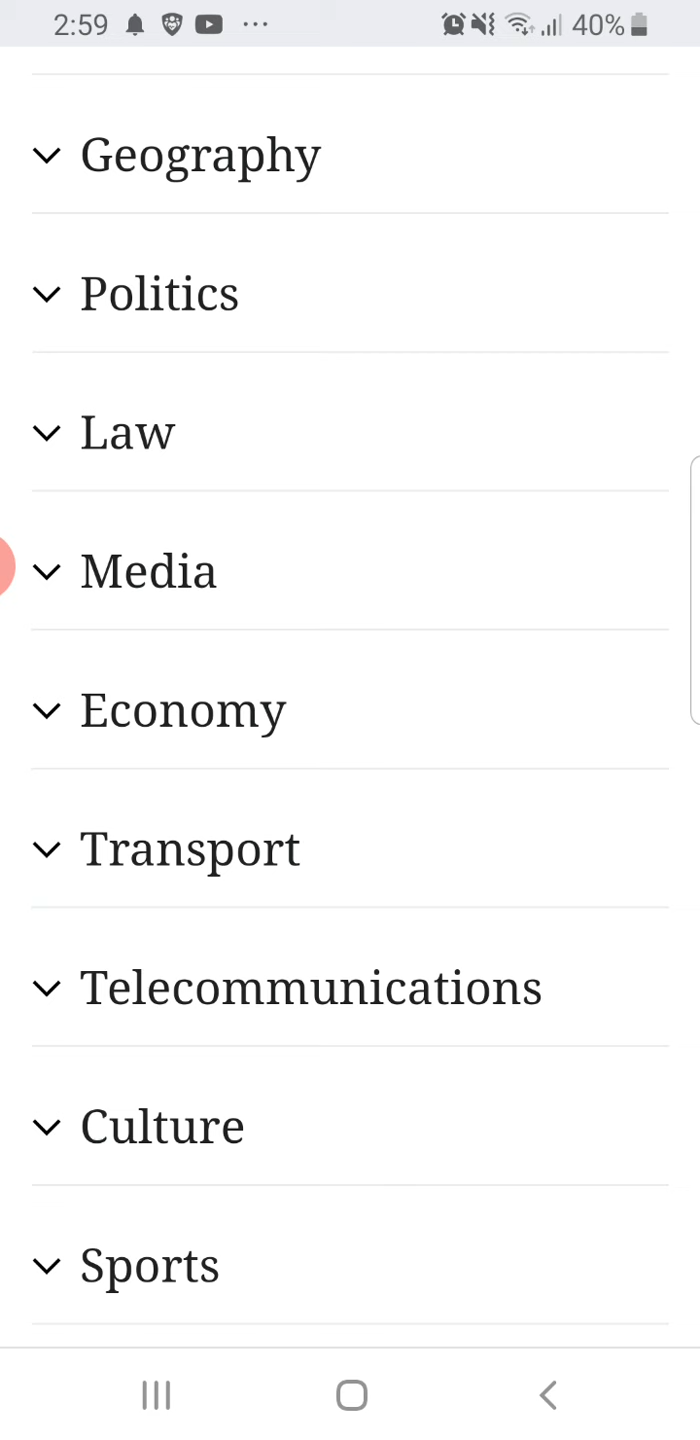 2:59 40%
Geography
Politics
Law
Media
Economy
Transport
Telecommunications
Culture
Sports